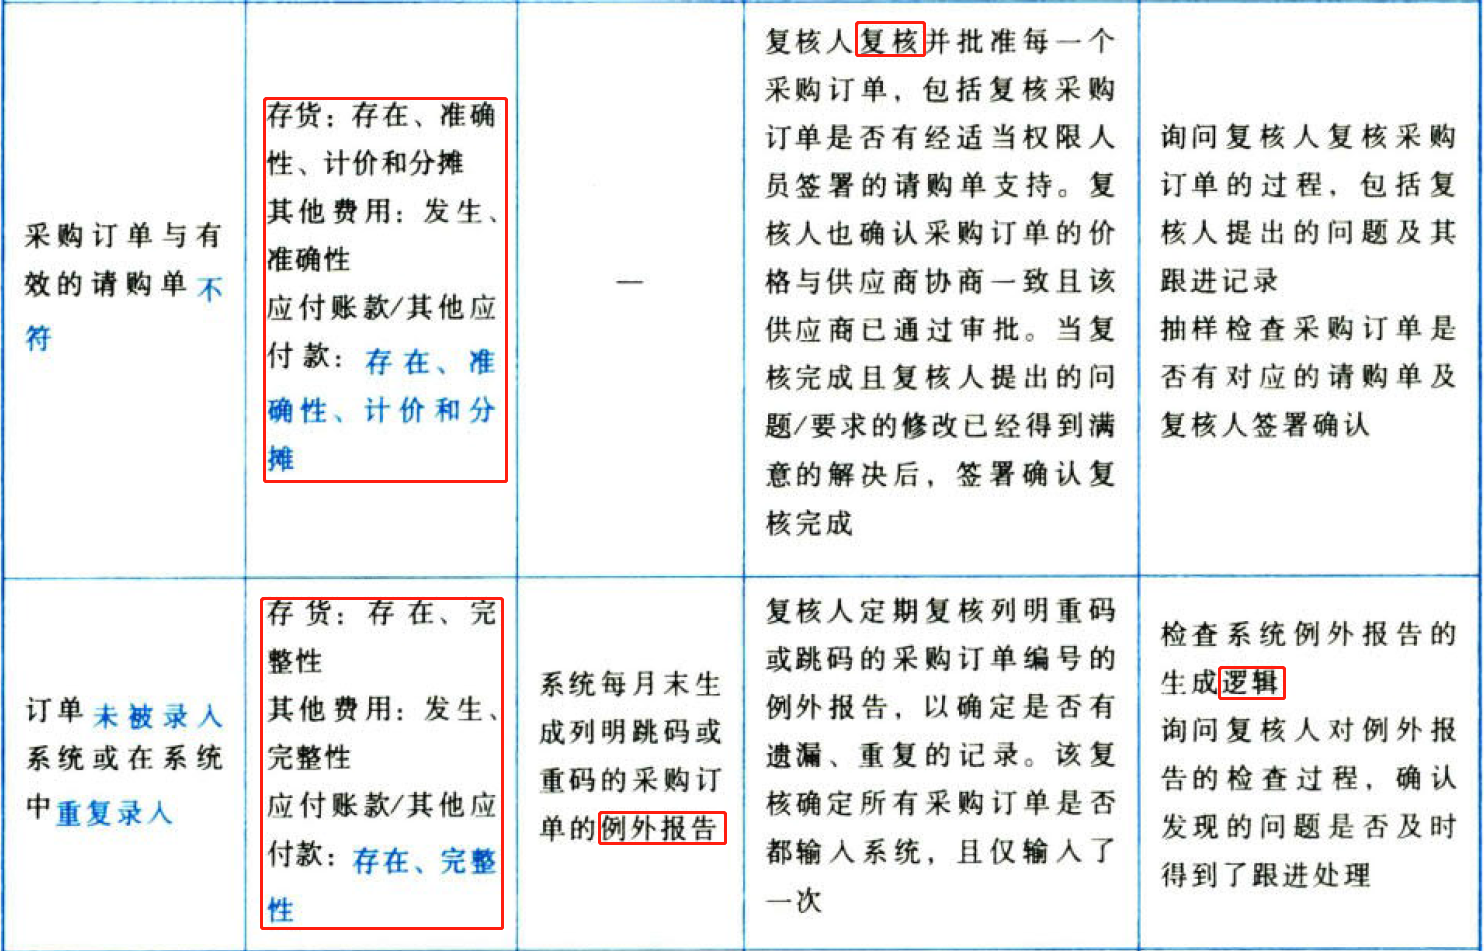 采购订单与有
效的请购单不
符
存货：存在、准确
性、计价和分摊
其他费用：发生、
准确性
应付账款/其他应
付款：存在、准
确性、计价和分
摊
—
复核人复核并批准每一个
采购订单，包括复核采购
订单是否有经适当权限人
员签署的请购单支持。复
核人也确认采购订单的价
格与供应商协商一致且该
供应商已通过审批。当复
核完成且复核人提出的问
题/要求的修改已经得到满
意的解决后，签署确认复
核完成
询问复核人复核采购
订单的过程，包括复
核人提出的问题及其
跟进记录
抽样检查采购订单是
否有对应的请购单及
复核人签署确认
订单未被录入
系统或在系统
中重复录入
存货：存在、完
整性
其他费用：发生、
完整性
应付账款/其他应
付款：存在、完整
性
系统每月末生
成列明跳码或
重码的采购订
单的例外报告
复核人定期复核列明重码
或跳码的采购订单编号的
例外报告，以确定是否有
遗漏、重复的记录。该复
核确定所有采购订单是否
都输入系统，且仅输入了
一次
检查系统例外报告的
生成逻辑
询问复核人对例外报
告的检查过程，确认
发现的问题是否及时
得到了跟进处理